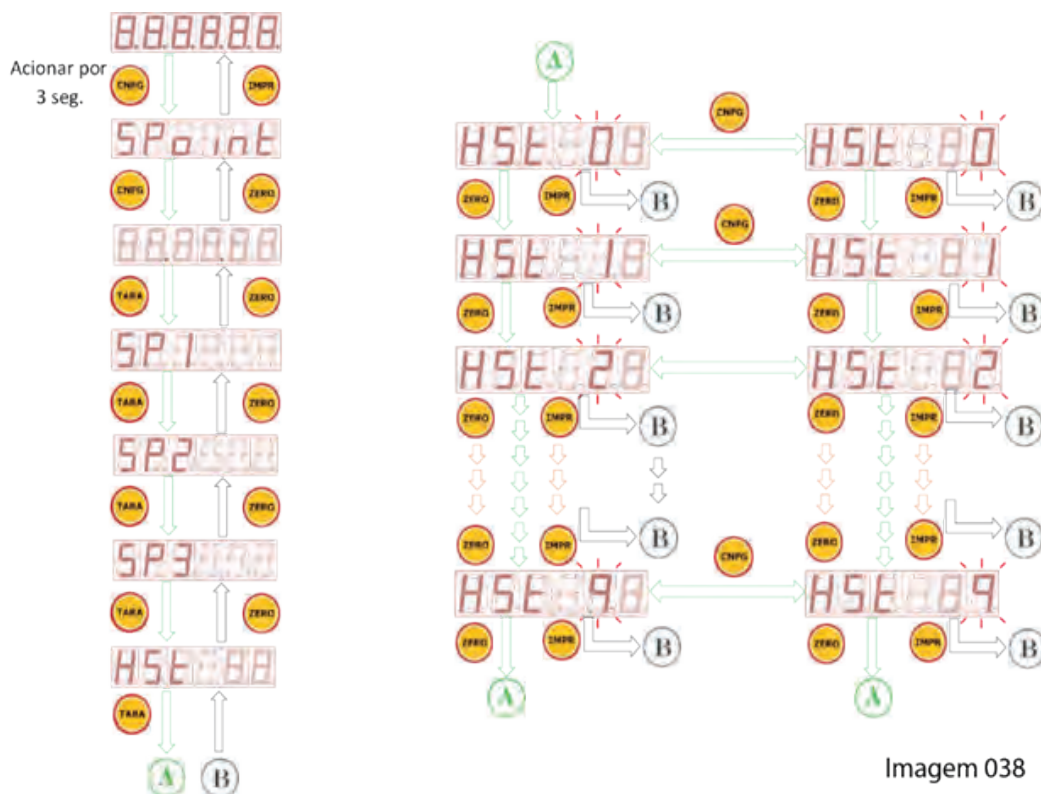 8.8.8.8.8.8.
Acionar por
3 seg.
CNFG
IMPR
SPoint
CNFG
ZERO
TARA
ZERO
SP1
TARA
ZERO
SP2
TARA
ZERO
SP3
TARA
ZERO
HSt
TARA
A
B
A
HSt 0
CNFG
HSt 0
ZERO
IMPR
B
ZERO
IMPR
B
HSt 1
CNFG
HSt 1
ZERO
IMPR
B
ZERO
IMPR
B
HSt 2
HSt 2
ZERO
IMPR
B
ZERO
IMPR
B
ZERO
IMPR
B
ZERO
IMPR
B
HSt 9
CNFG
HSt 9
ZERO
IMPR
B
ZERO
IMPR
B
A
A
Imagem 038